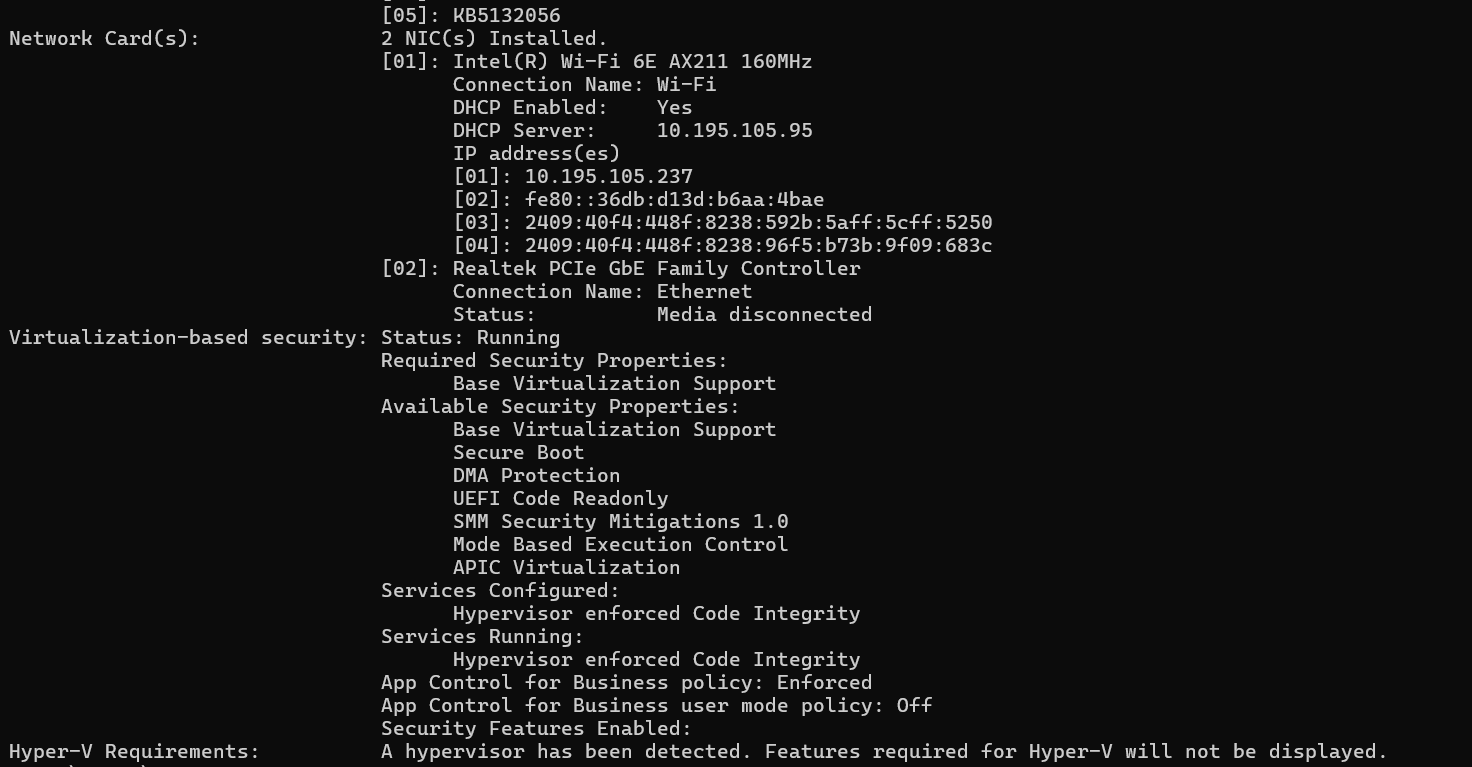 [05]: KB5132056
Network Card(s): 2 NIC(s) Installed.
[01]: Intel(R) Wi-Fi 6E AX211 160MHz
Connection Name: Wi-Fi
DHCP Enabled: Yes
DHCP Server: 10.195.105.95
IP address(es)
[01]: 10.195.105.237
[02]: fe80::36db:d13d:b6aa:4bae
[03]: 2409:40f4:448f:8238:592b:5aff:5cff:5250
[04]: 2409:40f4:448f:8238:96f5:b73b:9f09:683c
[02]: Realtek PCIe GbE Family Controller
Connection Name: Ethernet
Status: Media disconnected
Virtualization-based security: Status: Running
Required Security Properties:
Base Virtualization Support
Available Security Properties:
Base Virtualization Support
Secure Boot
DMA Protection
UEFI Code Readonly
SMM Security Mitigations 1.0
Mode Based Execution Control
APIC Virtualization
Services Configured:
Hypervisor enforced Code Integrity
Services Running:
Hypervisor enforced Code Integrity
App Control for Business policy: Enforced
App Control for Business user mode policy: Off
Security Features Enabled:
Hyper-V Requirements: A hypervisor has been detected. Features required for Hyper-V will not be displayed.